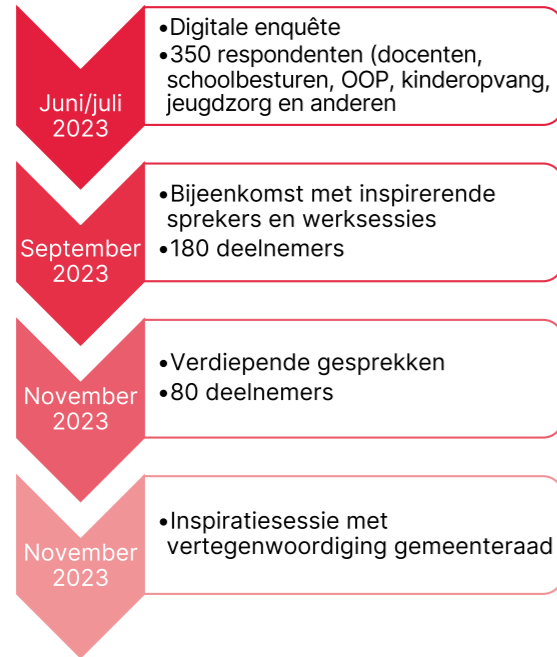 Juni/juli
2023
•Digitale enquête
•350 respondenten (docenten,
schoolbesturen, OOP, kinderopvang,
jeugdzorg en anderen
September
2023
•Bijeenkomst met inspirerende
sprekers en werksessies
•180 deelnemers
November
2023
•Verdiepende gesprekken
•80 deelnemers
November
2023
•Inspiratiesessie met
vertegenwoordiging gemeenteraad